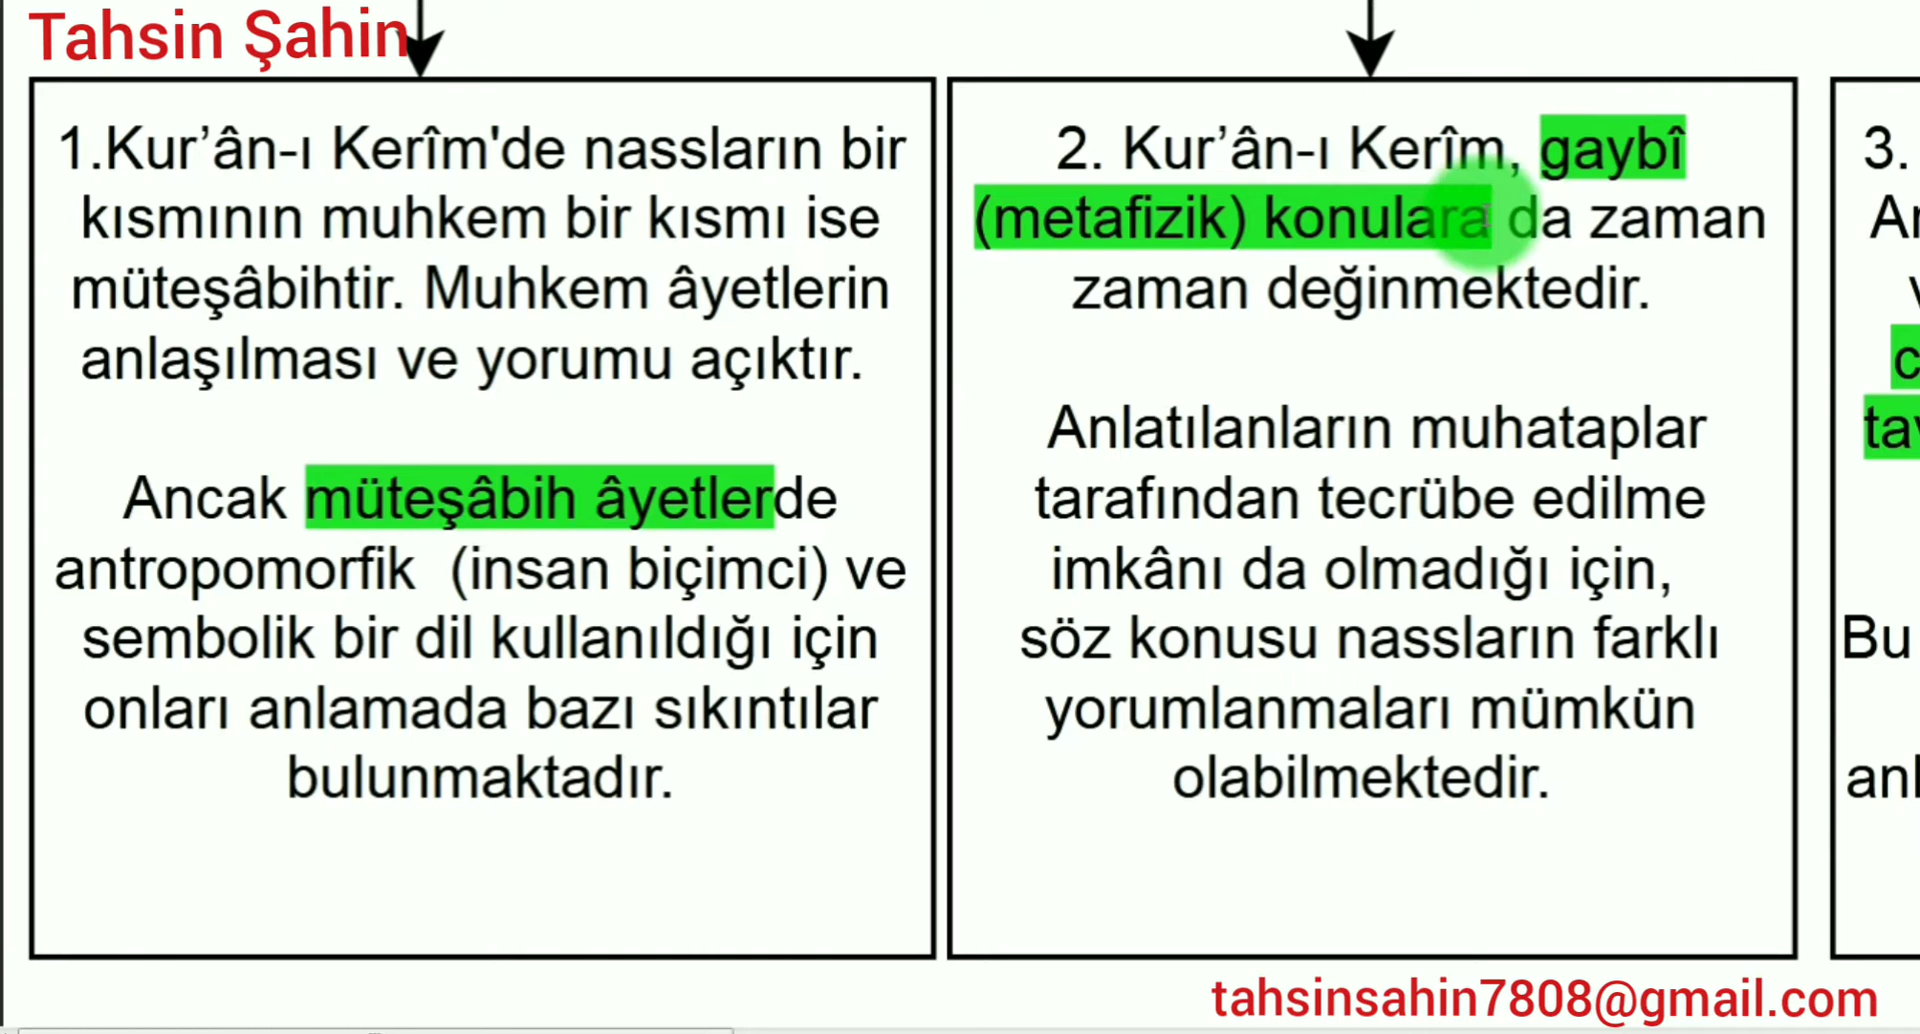 Tahsin Şahin
1.Kur’ân-ı Kerîm'de nassların bir
kısmının muhkem bir kısmı ise
müteşâbihtir. Muhkem âyetlerin
anlaşılması ve yorumu açıktır.
Ancak müteşâbih âyetlerde
antropomorfik  (insan biçimci) ve
sembolik bir dil kullanıldığı için
onları anlamada bazı sıkıntılar
bulunmaktadır.
2. Kur’ân-ı Kerîm, gaybî
(metafizik) konulara da zaman
zaman değinmektedir.
Anlatılanların muhataplar
tarafından tecrübe edilme
imkânı da olmadığı için,
söz konusu nassların farklı
yorumlanmaları mümkün
olabilmektedir.
3.
Bu
tahsinsahin7808@gmail.com